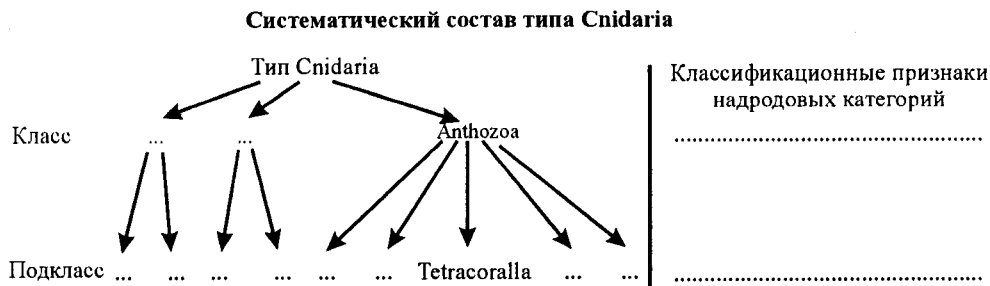 Систематический состав типа Cnidaria
Тип Cnidaria
Классификационные признаки
надродовых категорий
Класс ... ... Anthozoa ............................................
Подкласс ... ... ... ... ... ... Tetracoralla ... ... ............................................